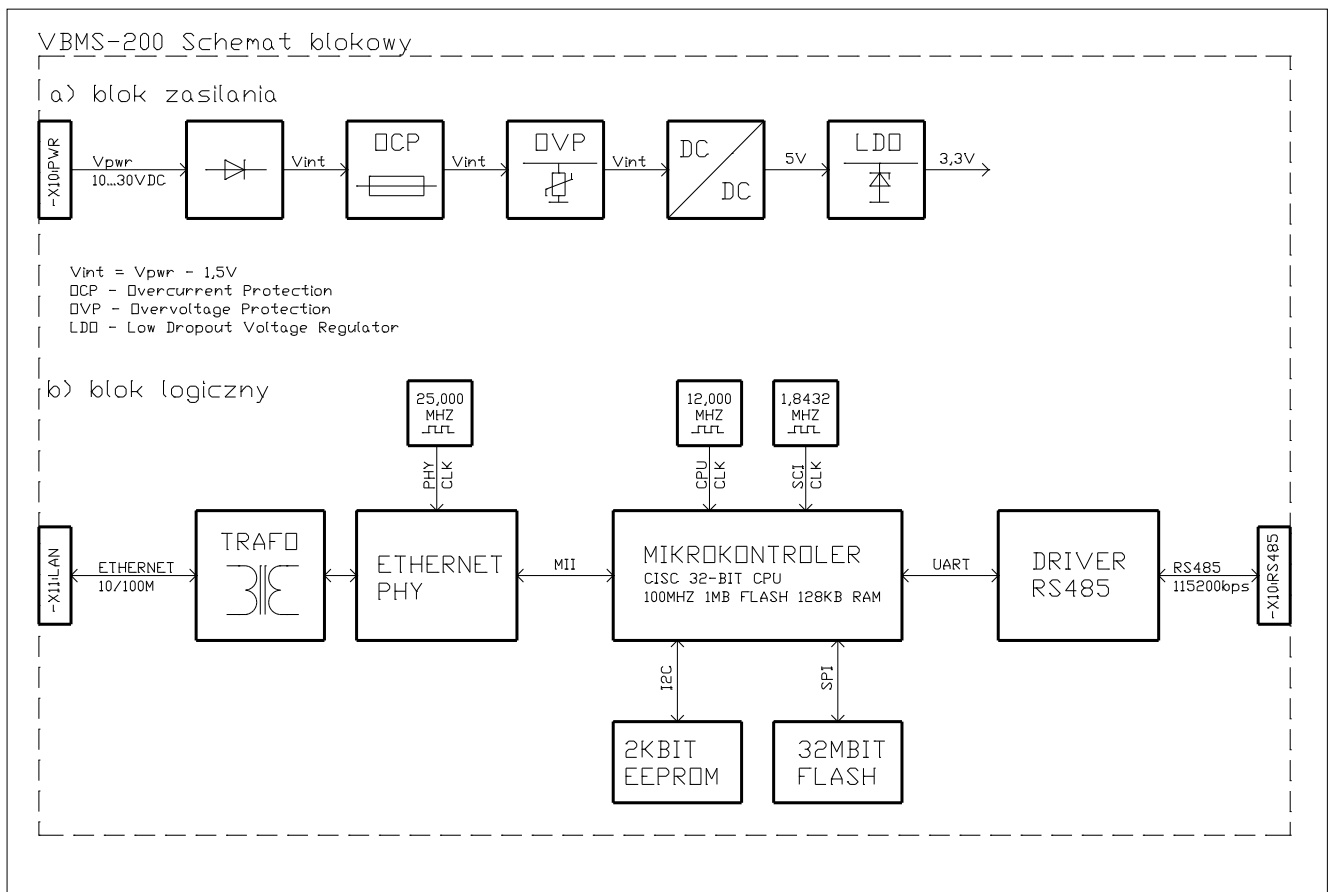 VBMS-200 Schemat blokowy
a) blok zasilania
-X10:PWR
Vpwr
10...30VDC
Vint
OCP
Vint
OVP
Vint
DC
DC
5V
LDO
3,3V
Vint = Vpwr - 1,5V
OCP - Overcurrent Protection
OVP - Overvoltage Protection
LDO - Low Dropout Voltage Regulator
b) blok logiczny
25,000
MHZ
12,000
MHZ
1,8432
MHZ
PHY
CLK
CPU
CLK
SCI
CLK
-X11:LAN
ETHERNET
10/100M
TRAFO
ETHERNET
PHY
MII
MIKROKONTROLER
CISC 32-BIT CPU
100MHZ 1MB FLASH 128KB RAM
UART
DRIVER
RS485
RS485
115200bps
-X10:RS485
I2C
SPI
2KBIT
EEPROM
32MBIT
FLASH